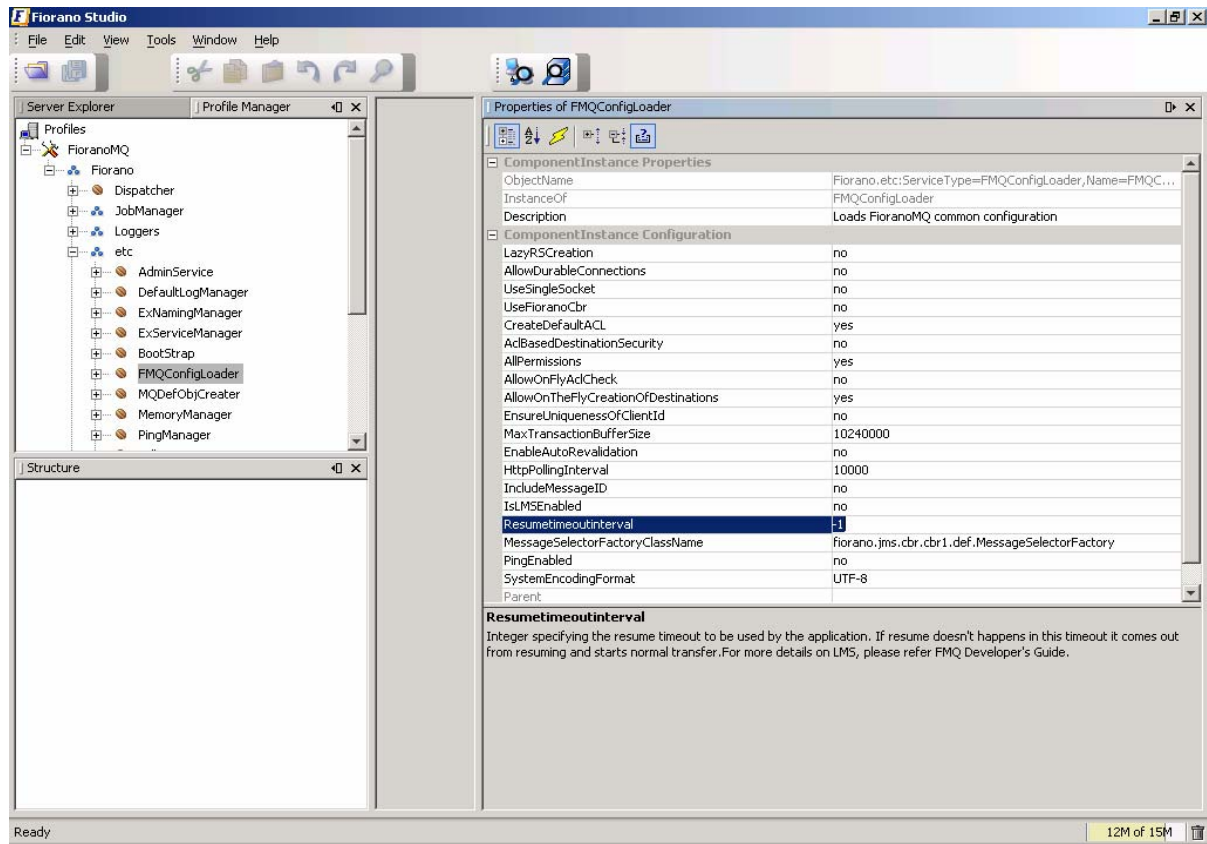 Fiorano Studio
File Edit View Tools Window Help
Server Explorer Profile Manager
Profiles
FioranoMQ
Fiorano
Dispatcher
JobManager
Loggers
etc
AdminService
DefaultLogManager
ExNamingManager
ExServiceManager
BootStrap
FMQConfigLoader
MQDefObjCreater
MemoryManager
PingManager
Structure
Properties of FMQConfigLoader
ComponentInstance Properties
ObjectName Fiorano.etc:ServiceType=FMQConfigLoader,Name=FMQC...
InstanceOf FMQConfigLoader
Description Loads FioranoMQ common configuration
ComponentInstance Configuration
LazyRSCreation no
AllowDurableConnections no
UseSingleSocket no
UseFioranoCbr no
CreateDefaultACL yes
AclBasedDestinationSecurity no
AllPermissions yes
AllowOnFlyAclCheck no
AllowOnTheFlyCreationOfDestinations yes
EnsureUniquenessOfClientId no
MaxTransactionBufferSize 10240000
EnableAutoRevalidation no
HttpPollingInterval 10000
IncludeMessageID no
IsLMSEnabled no
Resumetimeoutinterval -1
MessageSelectorFactoryClassName fiorano.jms.cbr.cbr1.def.MessageSelectorFactory
PingEnabled no
SystemEncodingFormat UTF-8
Parent
Resumetimeoutinterval
Integer specifying the resume timeout to be used by the application. If resume doesn't happens in this timeout it comes out
from resuming and starts normal transfer.For more details on LMS, please refer FMQ Developer's Guide.
Ready 12M of 15M